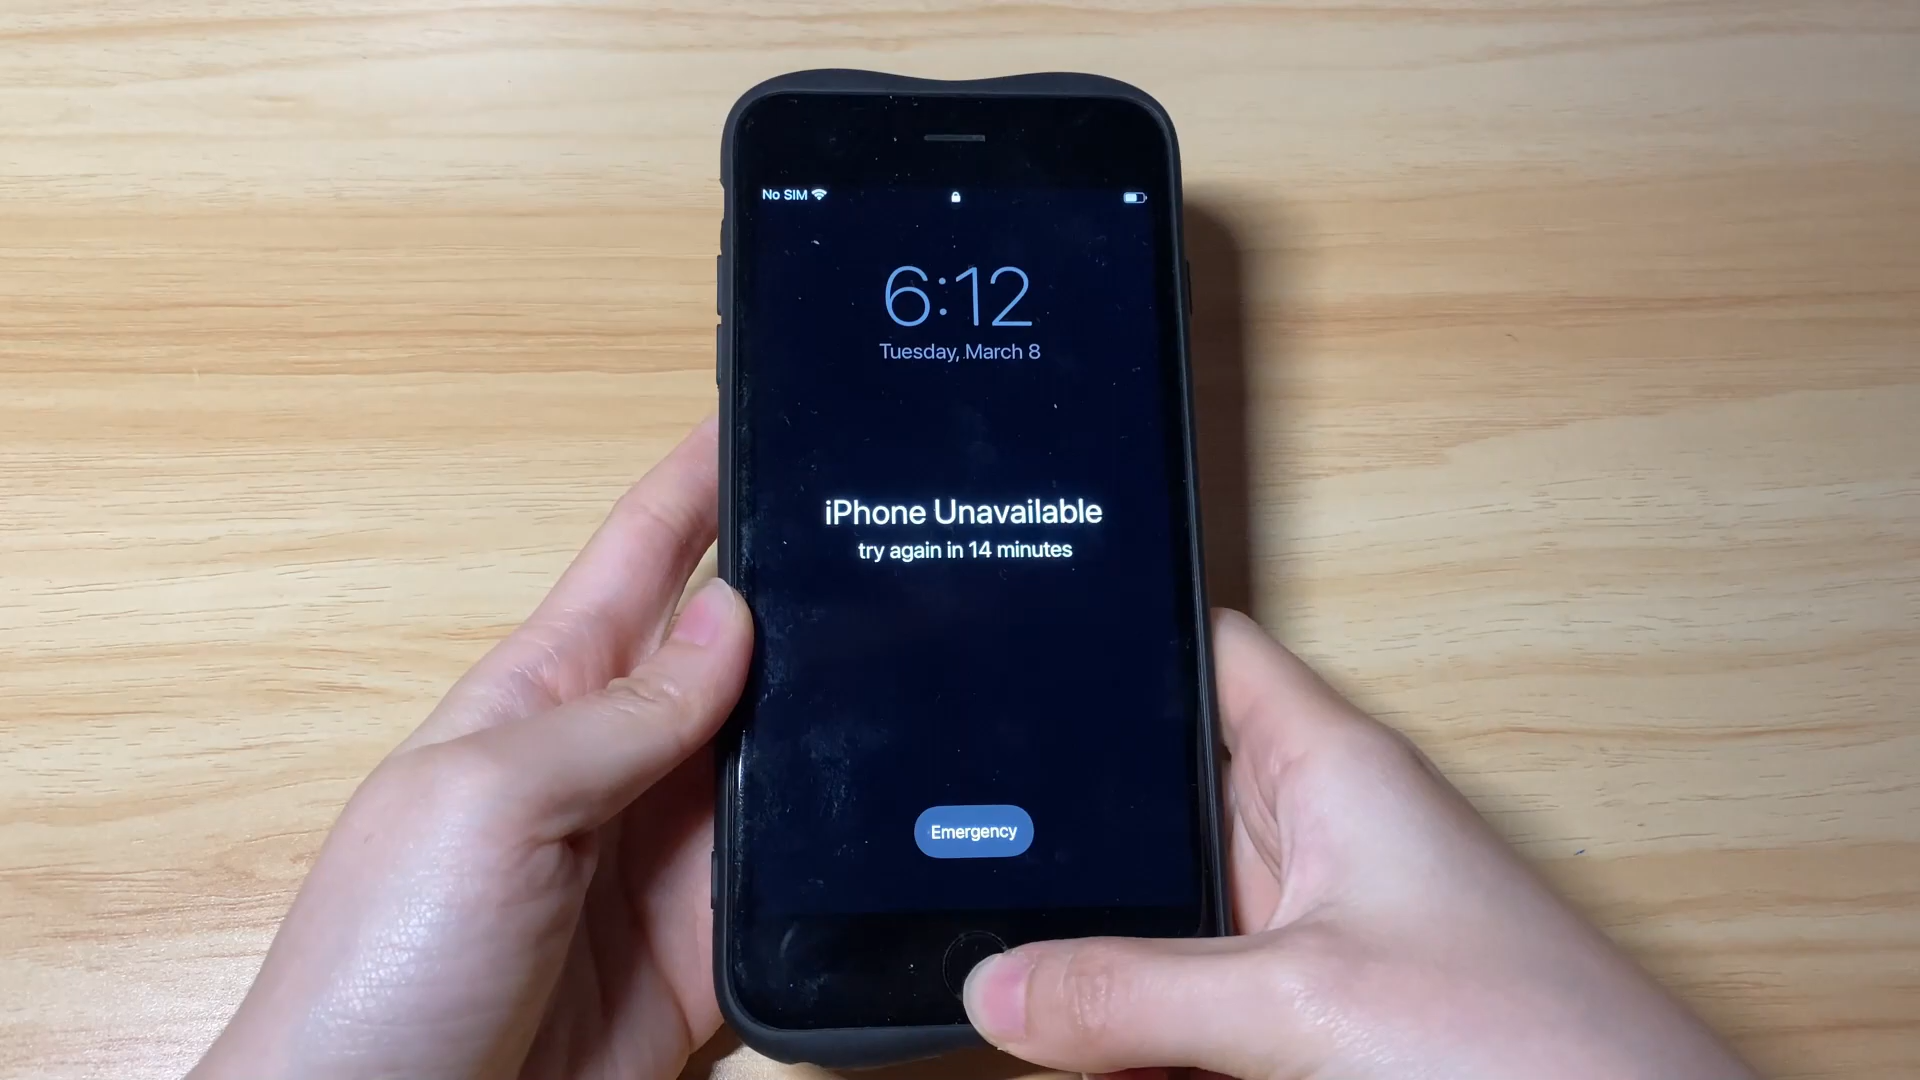 No SIM
6:12
Tuesday, March 8
iPhone Unavailable
try again in 14 minutes
Emergency